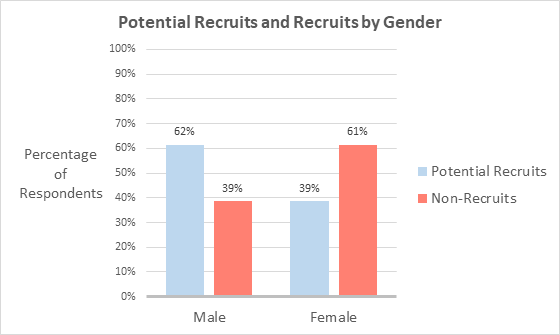 Potential Recruits and Recruits by Gender
100%
90%
80%
70%
60%
50%
40%
30%
20%
10%
0%
Percentage
of
Respondents
62%
39%
39%
61%
Male
Female
Potential Recruits
Non-Recruits